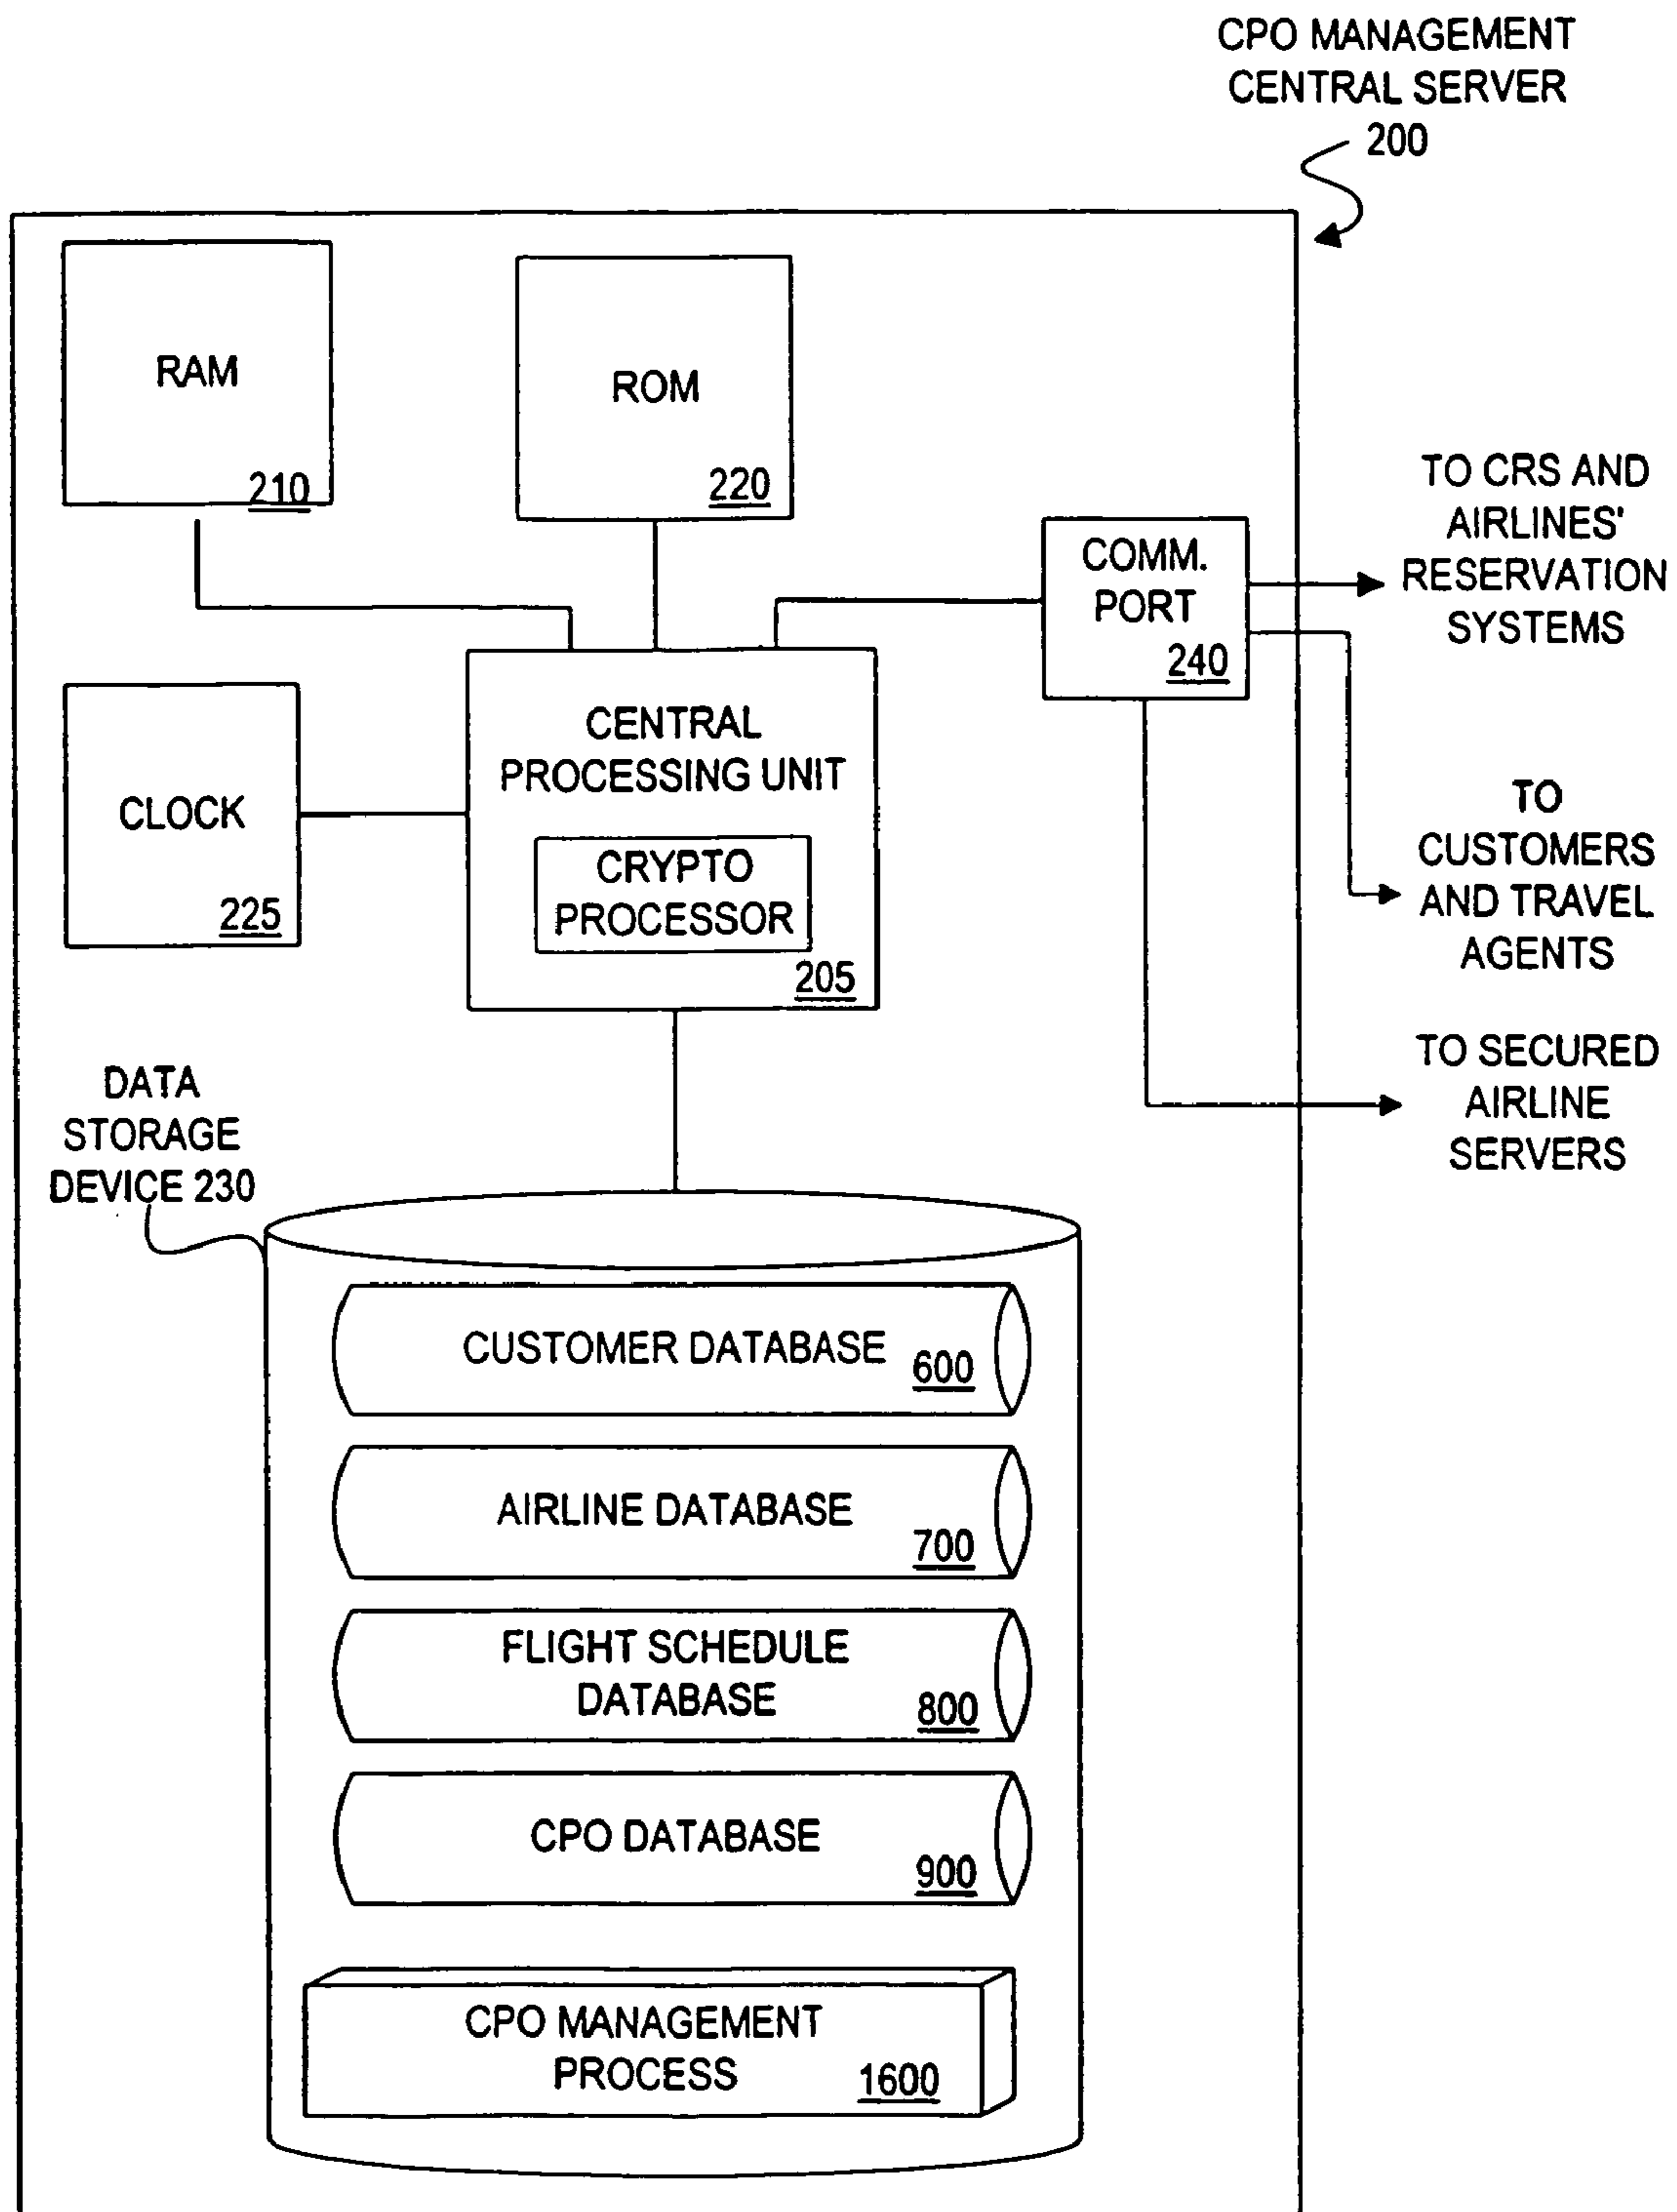 CPO MANAGEMENT
CENTRAL SERVER
200
RAM
210
ROM
220
COMM.
PORT
240
TO CRS AND
AIRLINES'
RESERVATION
SYSTEMS
CLOCK
225
CENTRAL
PROCESSING UNIT
CRYPTO
PROCESSOR
205
TO
CUSTOMERS
AND TRAVEL
AGENTS
TO SECURED
AIRLINE
SERVERS
DATA
STORAGE
DEVICE 230
CUSTOMER DATABASE
600
AIRLINE DATABASE
700
FLIGHT SCHEDULE
DATABASE
800
CPO DATABASE
900
CPO MANAGEMENT
PROCESS
1600